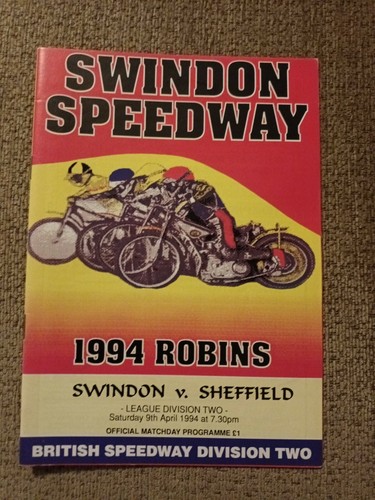 SWINDON
SPEEDWAY
1994 ROBINS
SWINDON v. SHEFFIELD
- LEAGUE DIVISION TWO -
Saturday 9th April 1994 at 7.30pm
OFFICIAL MATCHDAY PROGRAMME £1
BRITISH SPEEDWAY DIVISION TWO